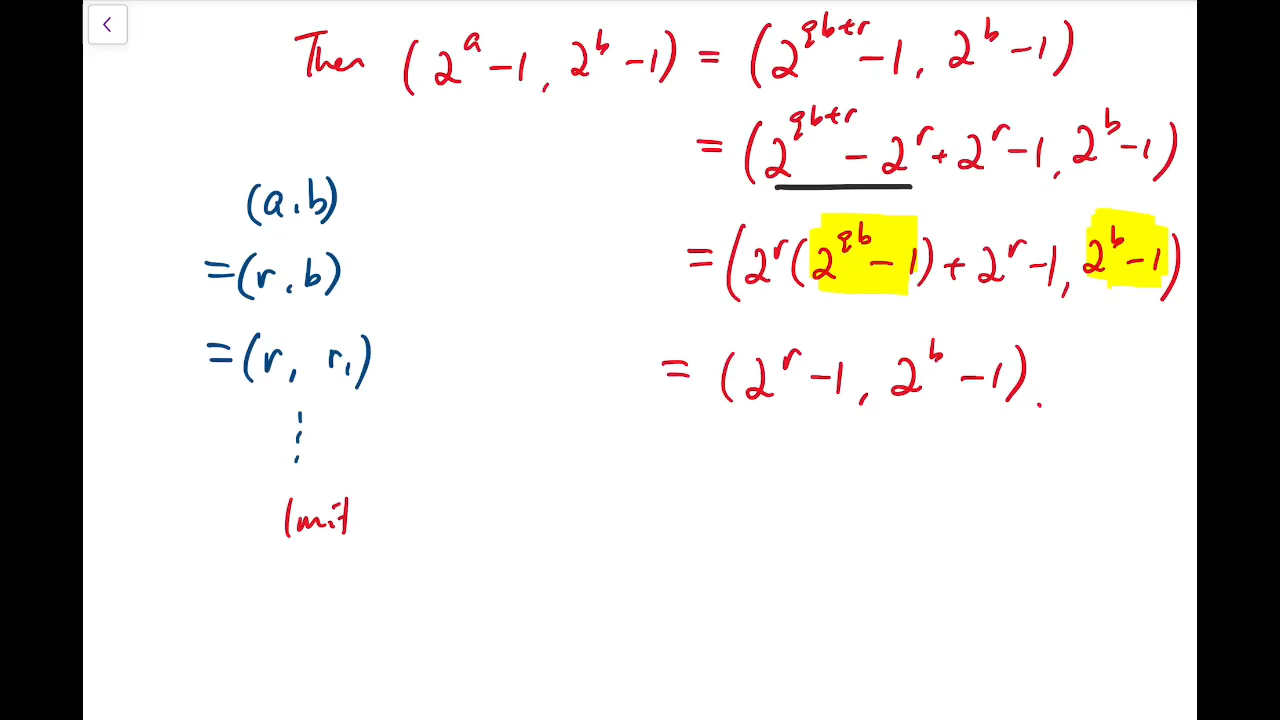 Then (2^a - 1, 2^b - 1) = (2^{qb+r} - 1, 2^b - 1)
= (2^{qb+r} - 2^r + 2^r - 1, 2^b - 1)
= (2^r(2^{qb} - 1) + 2^r - 1, 2^b - 1)
= (2^r - 1, 2^b - 1).
(a, b)
= (r, b)
= (r, r_1)
⋮